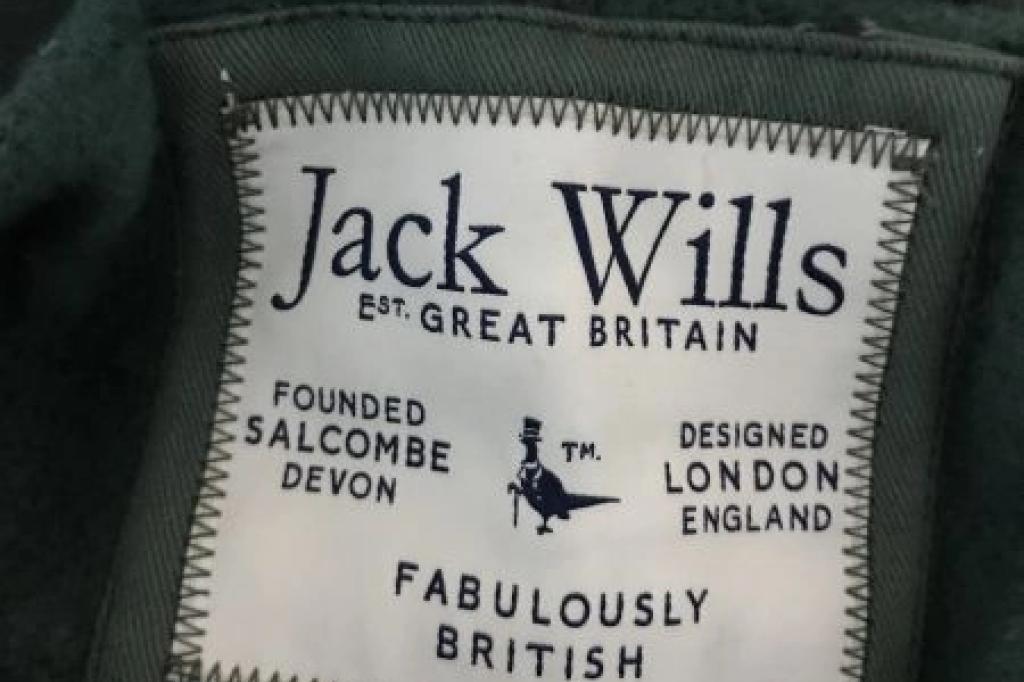 Jack Wills
EST. GREAT BRITAIN
FOUNDED
SALCOMBE
DEVON
TM.
DESIGNED
LONDON
ENGLAND
FABULOUSLY
BRITISH